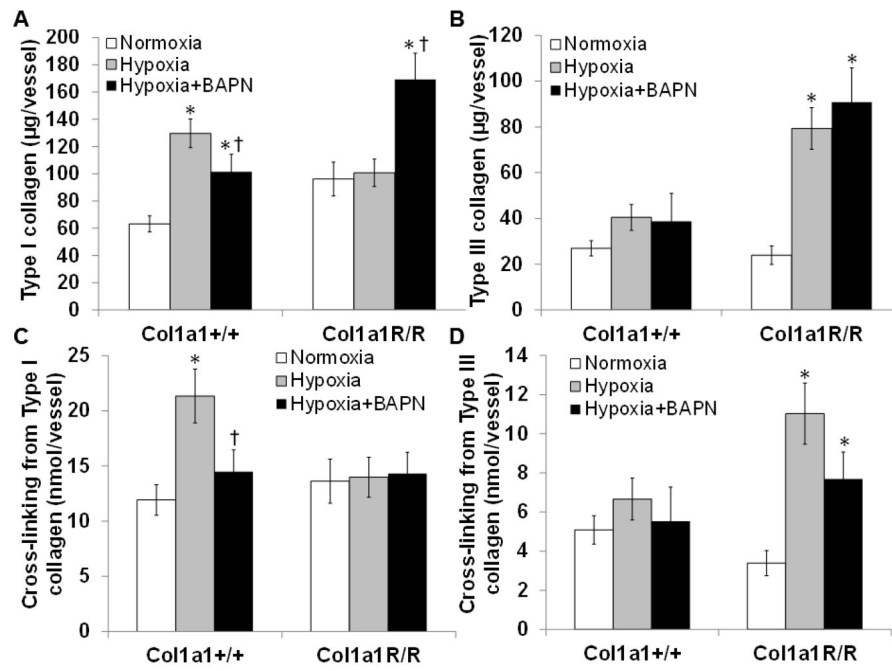 A
Type I collagen (µg/vessel)
200
180
160
140
120
100
80
60
40
20
0
Normoxia
Hypoxia
Hypoxia+BAPN
*
*†
*†
Col1a1+/+
Col1a1R/R
B
Type III collagen (µg/vessel)
120
100
80
60
40
20
0
Normoxia
Hypoxia
Hypoxia+BAPN
*
*
Col1a1+/+
Col1a1R/R
C
Cross-linking from Type I
collagen (nmol/vessel)
25
20
15
10
5
0
Normoxia
Hypoxia
Hypoxia+BAPN
*
†
Col1a1+/+
Col1a1R/R
D
Cross-linking from Type III
collagen (nmol/vessel)
14
12
10
8
6
4
2
0
Normoxia
Hypoxia
Hypoxia+BAPN
*
*
Col1a1+/+
Col1a1R/R